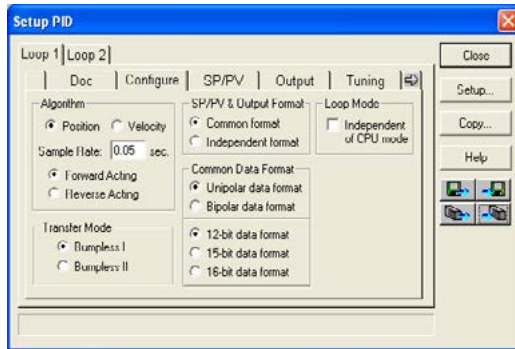 Setup PID
Loop 1 Loop 2
Doc Configure SP/PV Output Tuning
Algorithm
Position Velocity
Sample Rate: 0.05 sec.
Forward Acting
Reverse Acting
Transfer Mode
Bumpless I
Bumpless II
SP/PV & Output Format
Common format
Independent format
Common Data Format
Unipolar data format
Bipolar data format
12-bit data format
15-bit data format
16-bit data format
Loop Mode
Independent
of CPU mode
Close
Setup...
Copy...
Help